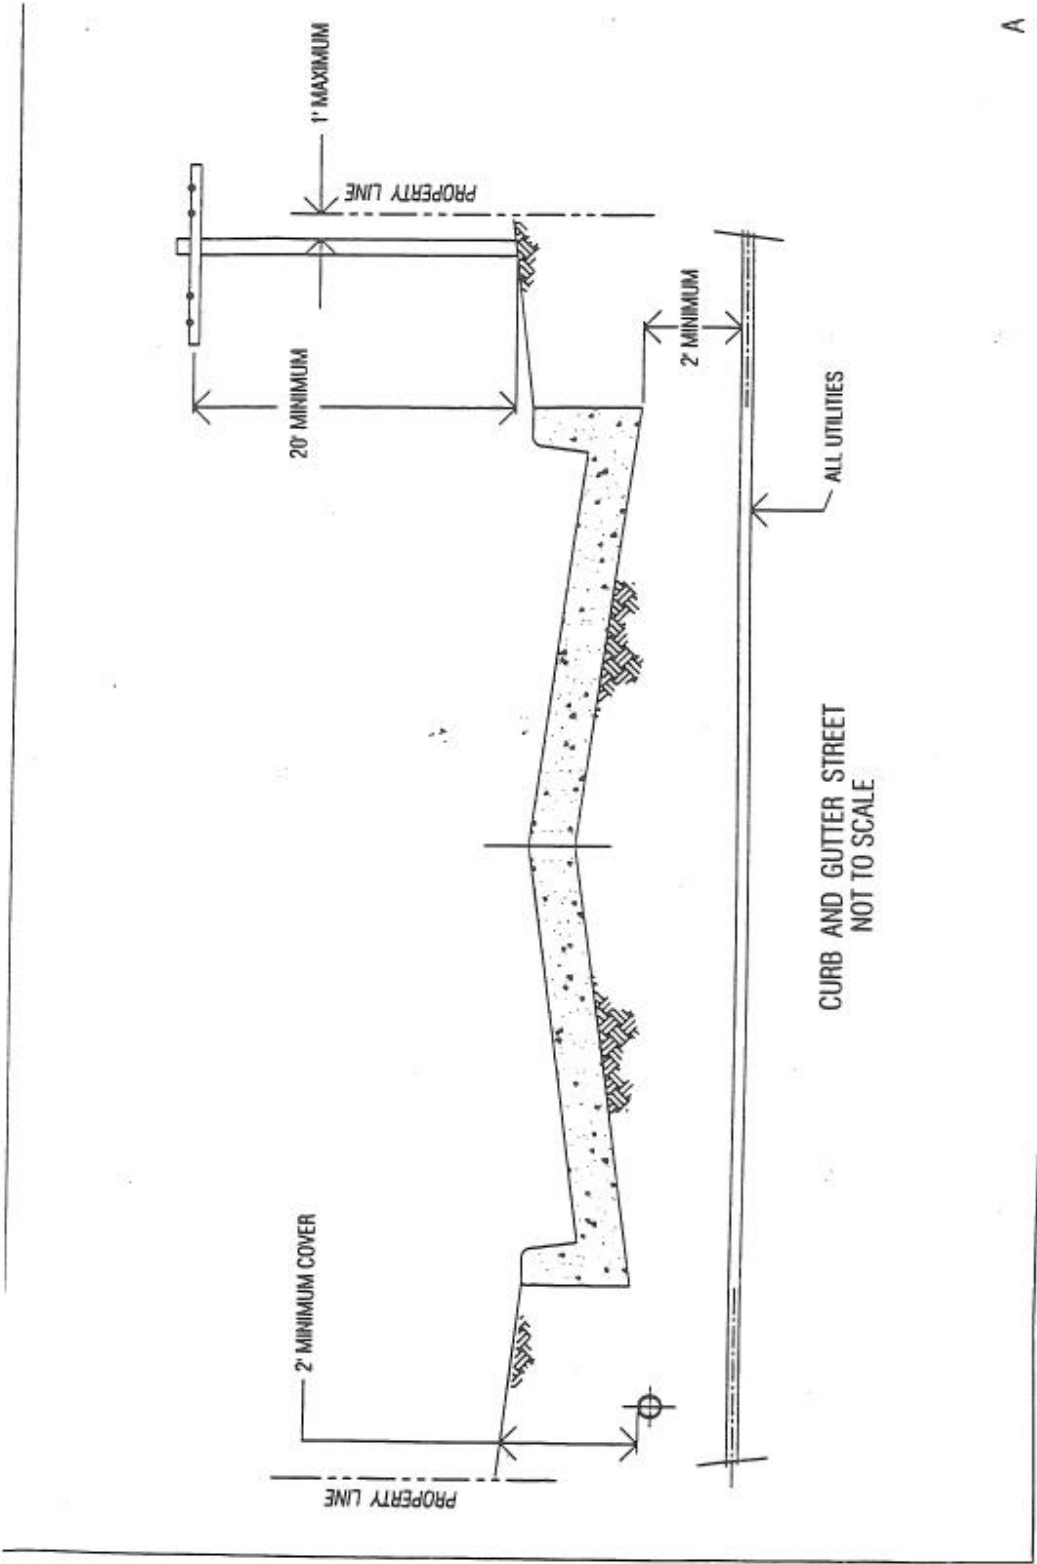 2' MINIMUM COVER
PROPERTY LINE
20' MINIMUM
1' MAXIMUM
PROPERTY LINE
2' MINIMUM
ALL UTILITIES
CURB AND GUTTER STREET
NOT TO SCALE
A